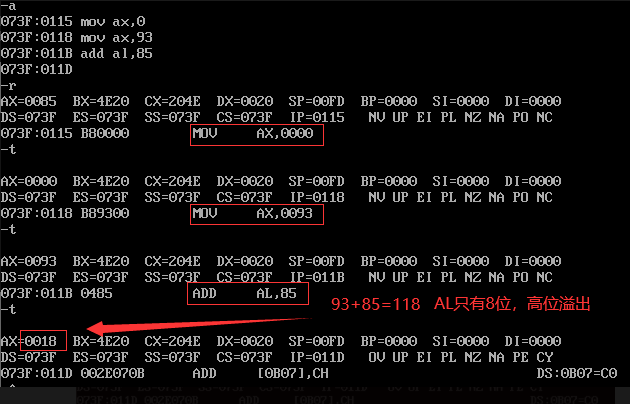 -a
073F:0115 mov ax,0
073F:0118 mov ax,93
073F:011B add al,85
073F:011D
-r
AX=0085 BX=4E20 CX=204E DX=0020 SP=00FD BP=0000 SI=0000 DI=0000
DS=073F ES=073F SS=073F CS=073F IP=0115 NV UP EI PL NZ NA PO NC
073F:0115 B80000 MOV AX,0000
-t
AX=0000 BX=4E20 CX=204E DX=0020 SP=00FD BP=0000 SI=0000 DI=0000
DS=073F ES=073F SS=073F CS=073F IP=0118 NV UP EI PL NZ NA PO NC
073F:0118 B89300 MOV AX,0093
-t
AX=0093 BX=4E20 CX=204E DX=0020 SP=00FD BP=0000 SI=0000 DI=0000
DS=073F ES=073F SS=073F CS=073F IP=011B NV UP EI PL NZ NA PO NC
073F:011B 0485 ADD AL,85
93+85=118 AL只有8位，高位溢出
-t
AX=0018 BX=4E20 CX=204E DX=0020 SP=00FD BP=0000 SI=0000 DI=0000
DS=073F ES=073F SS=073F CS=073F IP=011D OV UP EI PL NZ NA PE CY
073F:011D 002E070B ADD [0B07],CH DS:0B07=C0